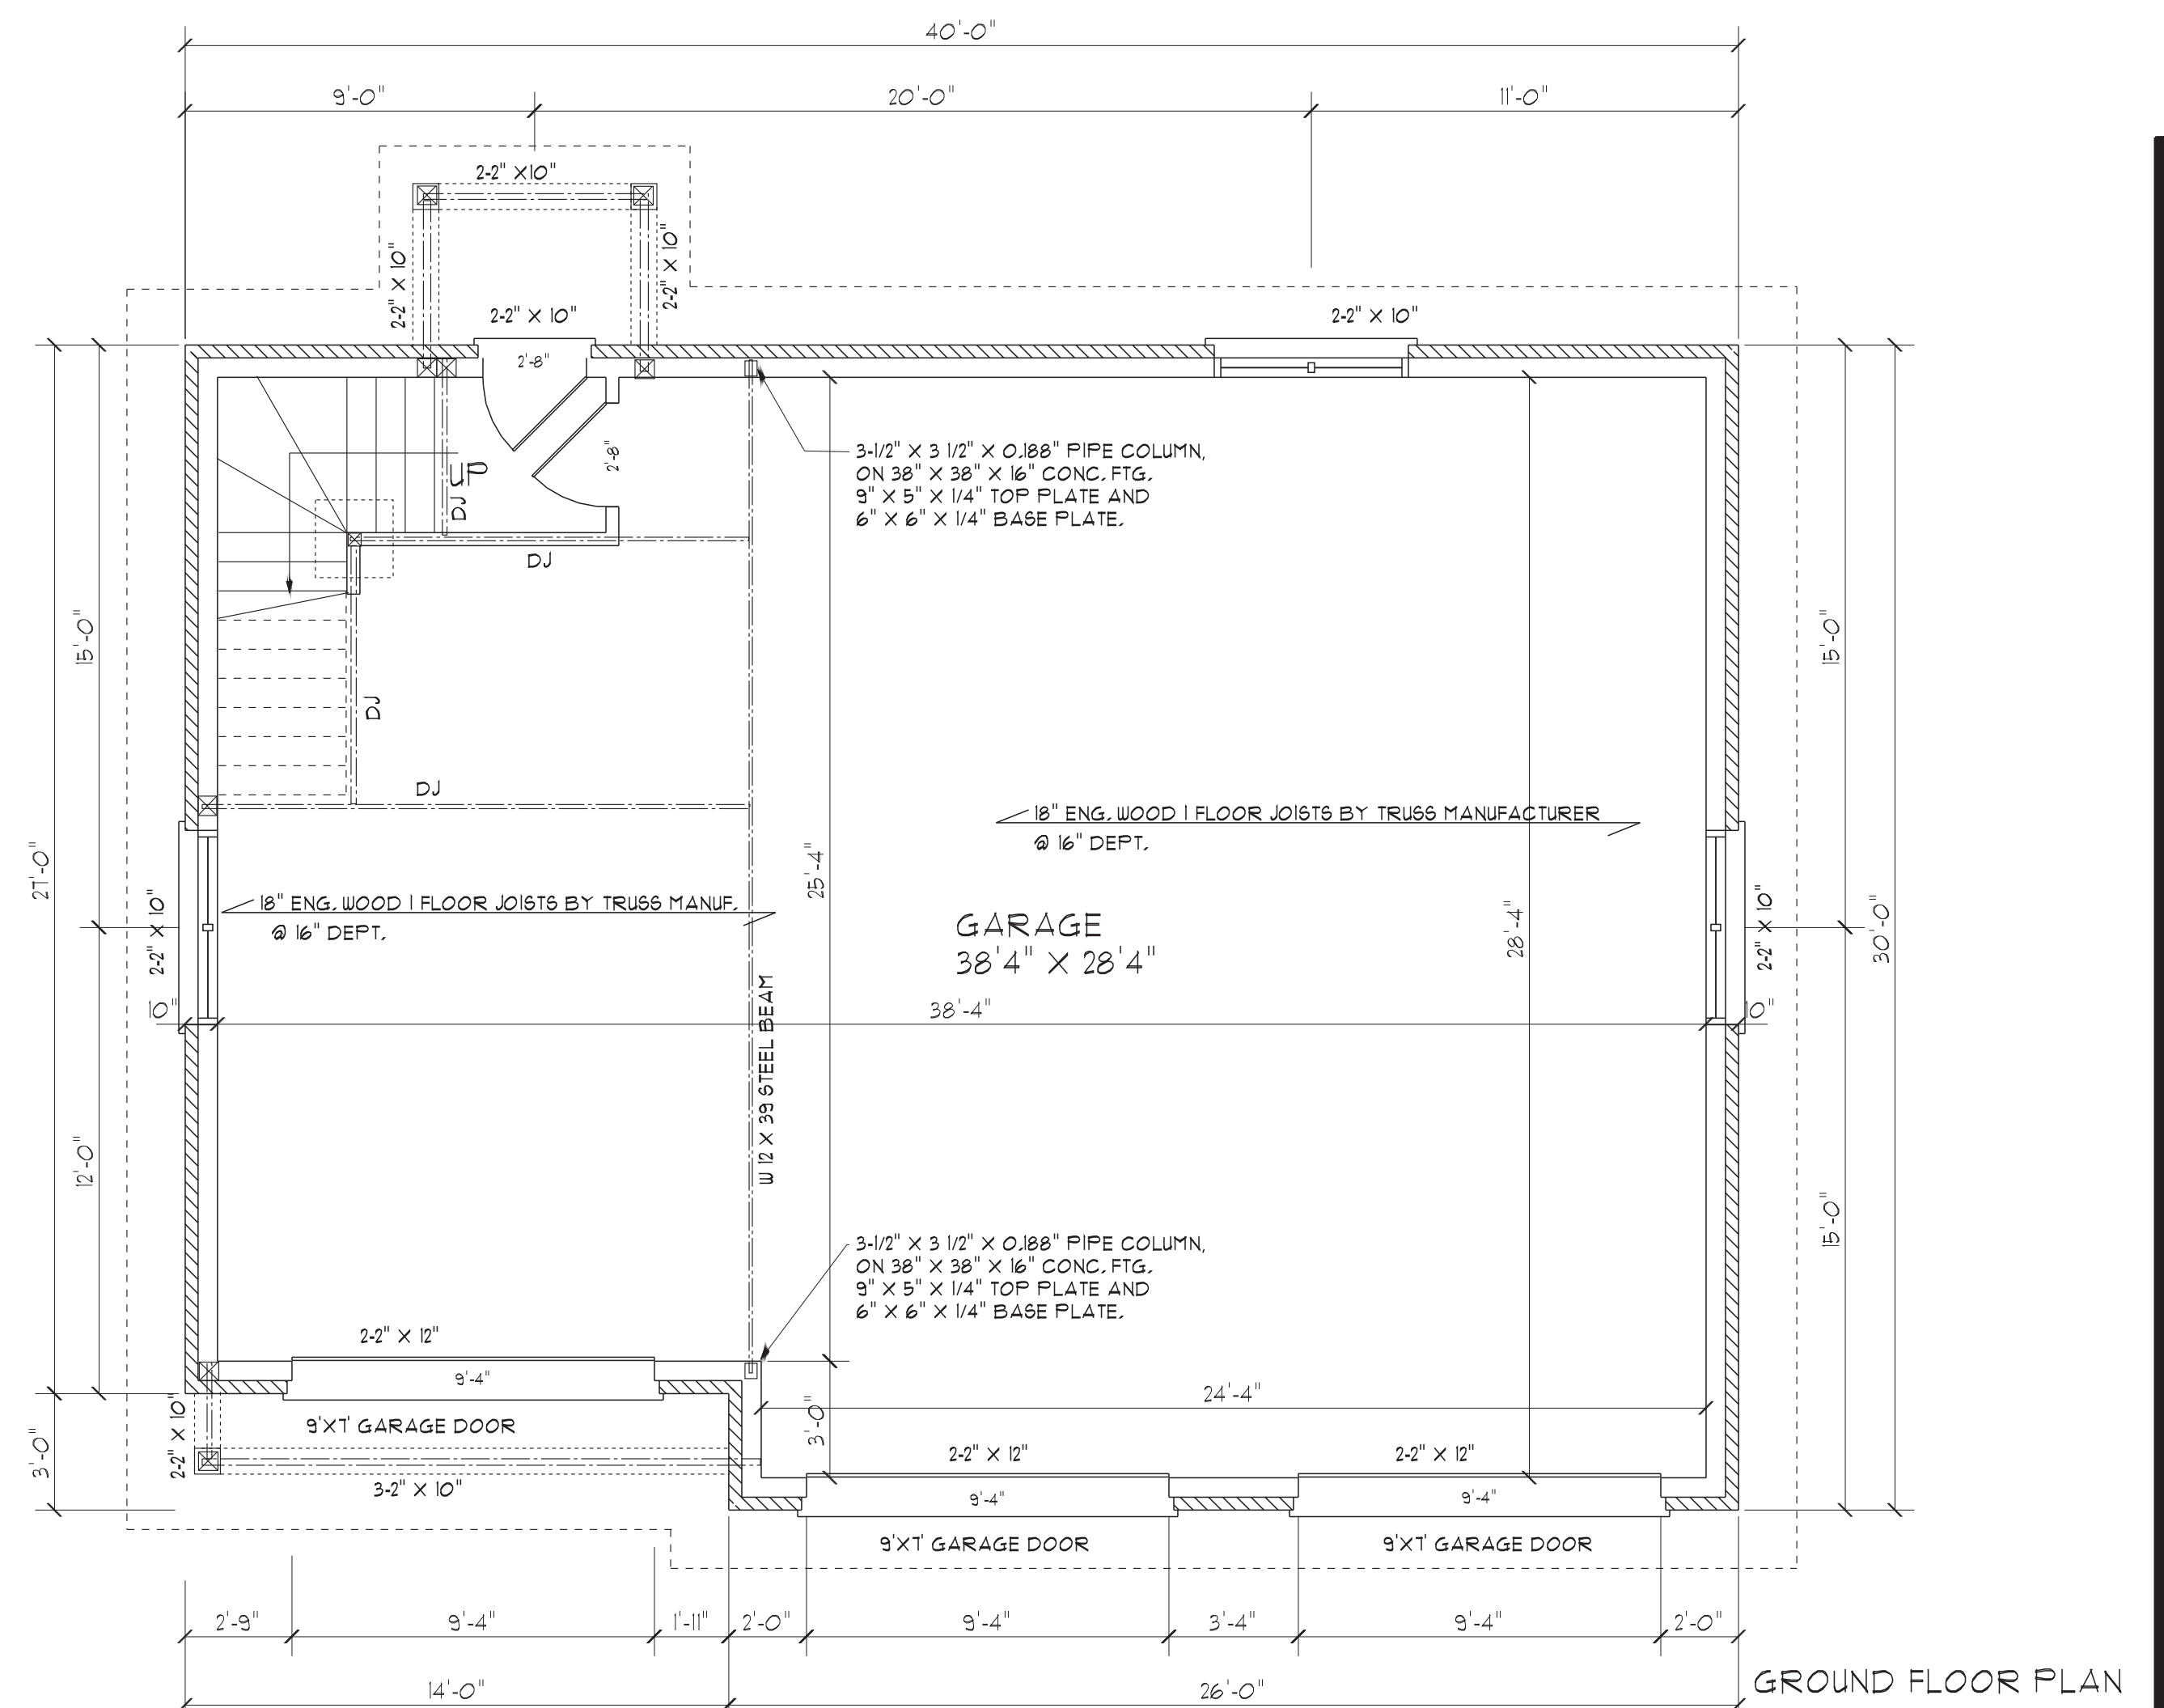 40'-0"
9'-0" 20'-0" 11'-0"
2-2" X10"
2-2" X 10"
2-2" X 10"
2-2" X 10"
2-2" X 10"
2'-8"
2'-8"
UP
DJ
DJ
DJ
DJ
3-1/2" X 3 1/2" X 0.188" PIPE COLUMN,
ON 38" X 38" X 16" CONC. FTG.
9" X 5" X 1/4" TOP PLATE AND
6" X 6" X 1/4" BASE PLATE.
15'-0"
15'-0"
18" ENG. WOOD I FLOOR JOISTS BY TRUSS MANUFACTURER
@ 16" DEPT.
27'-0"
25'-4"
18" ENG. WOOD I FLOOR JOISTS BY TRUSS MANUF.
@ 16" DEPT.
2-2" X 10"
GARAGE
38'4" X 28'4"
28'-4"
2-2" X 10"
30'-0"
10"
38'-4"
10"
W 12 X 39 STEEL BEAM
12'-0"
15'-0"
3-1/2" X 3 1/2" X 0.188" PIPE COLUMN,
ON 38" X 38" X 16" CONC. FTG.
9" X 5" X 1/4" TOP PLATE AND
6" X 6" X 1/4" BASE PLATE.
2-2" X 12"
9'-4"
24'-4"
3'-0"
2-2" X 10"
9'X7' GARAGE DOOR
3'-0"
2-2" X 12" 2-2" X 12"
3-2" X 10"
9'-4" 9'-4"
9'X7' GARAGE DOOR 9'X7' GARAGE DOOR
2'-9" 9'-4" 1'-11" 2'-0" 9'-4" 3'-4" 9'-4" 2'-0"
14'-0" 26'-0"
GROUND FLOOR PLAN